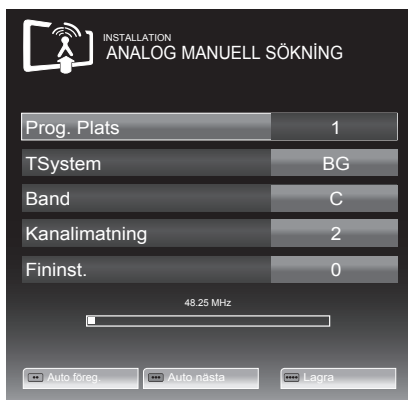 INSTALLATION
ANALOG MANUELL SÖKNİNG
Prog. Plats 1
TSystem BG
Band C
Kanalimatning 2
Fininst. 0
48.25 MHz
Auto föreg. Auto nästa Lagra